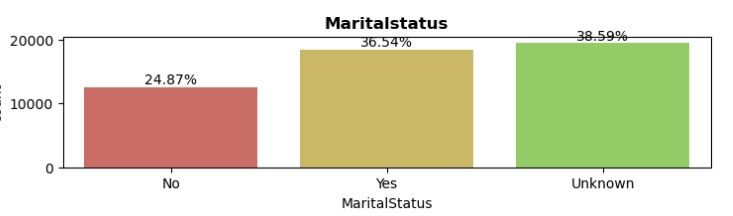 Maritalstatus
20000
10000
0
24.87%
36.54%
38.59%
No
Yes
Unknown
MaritalStatus